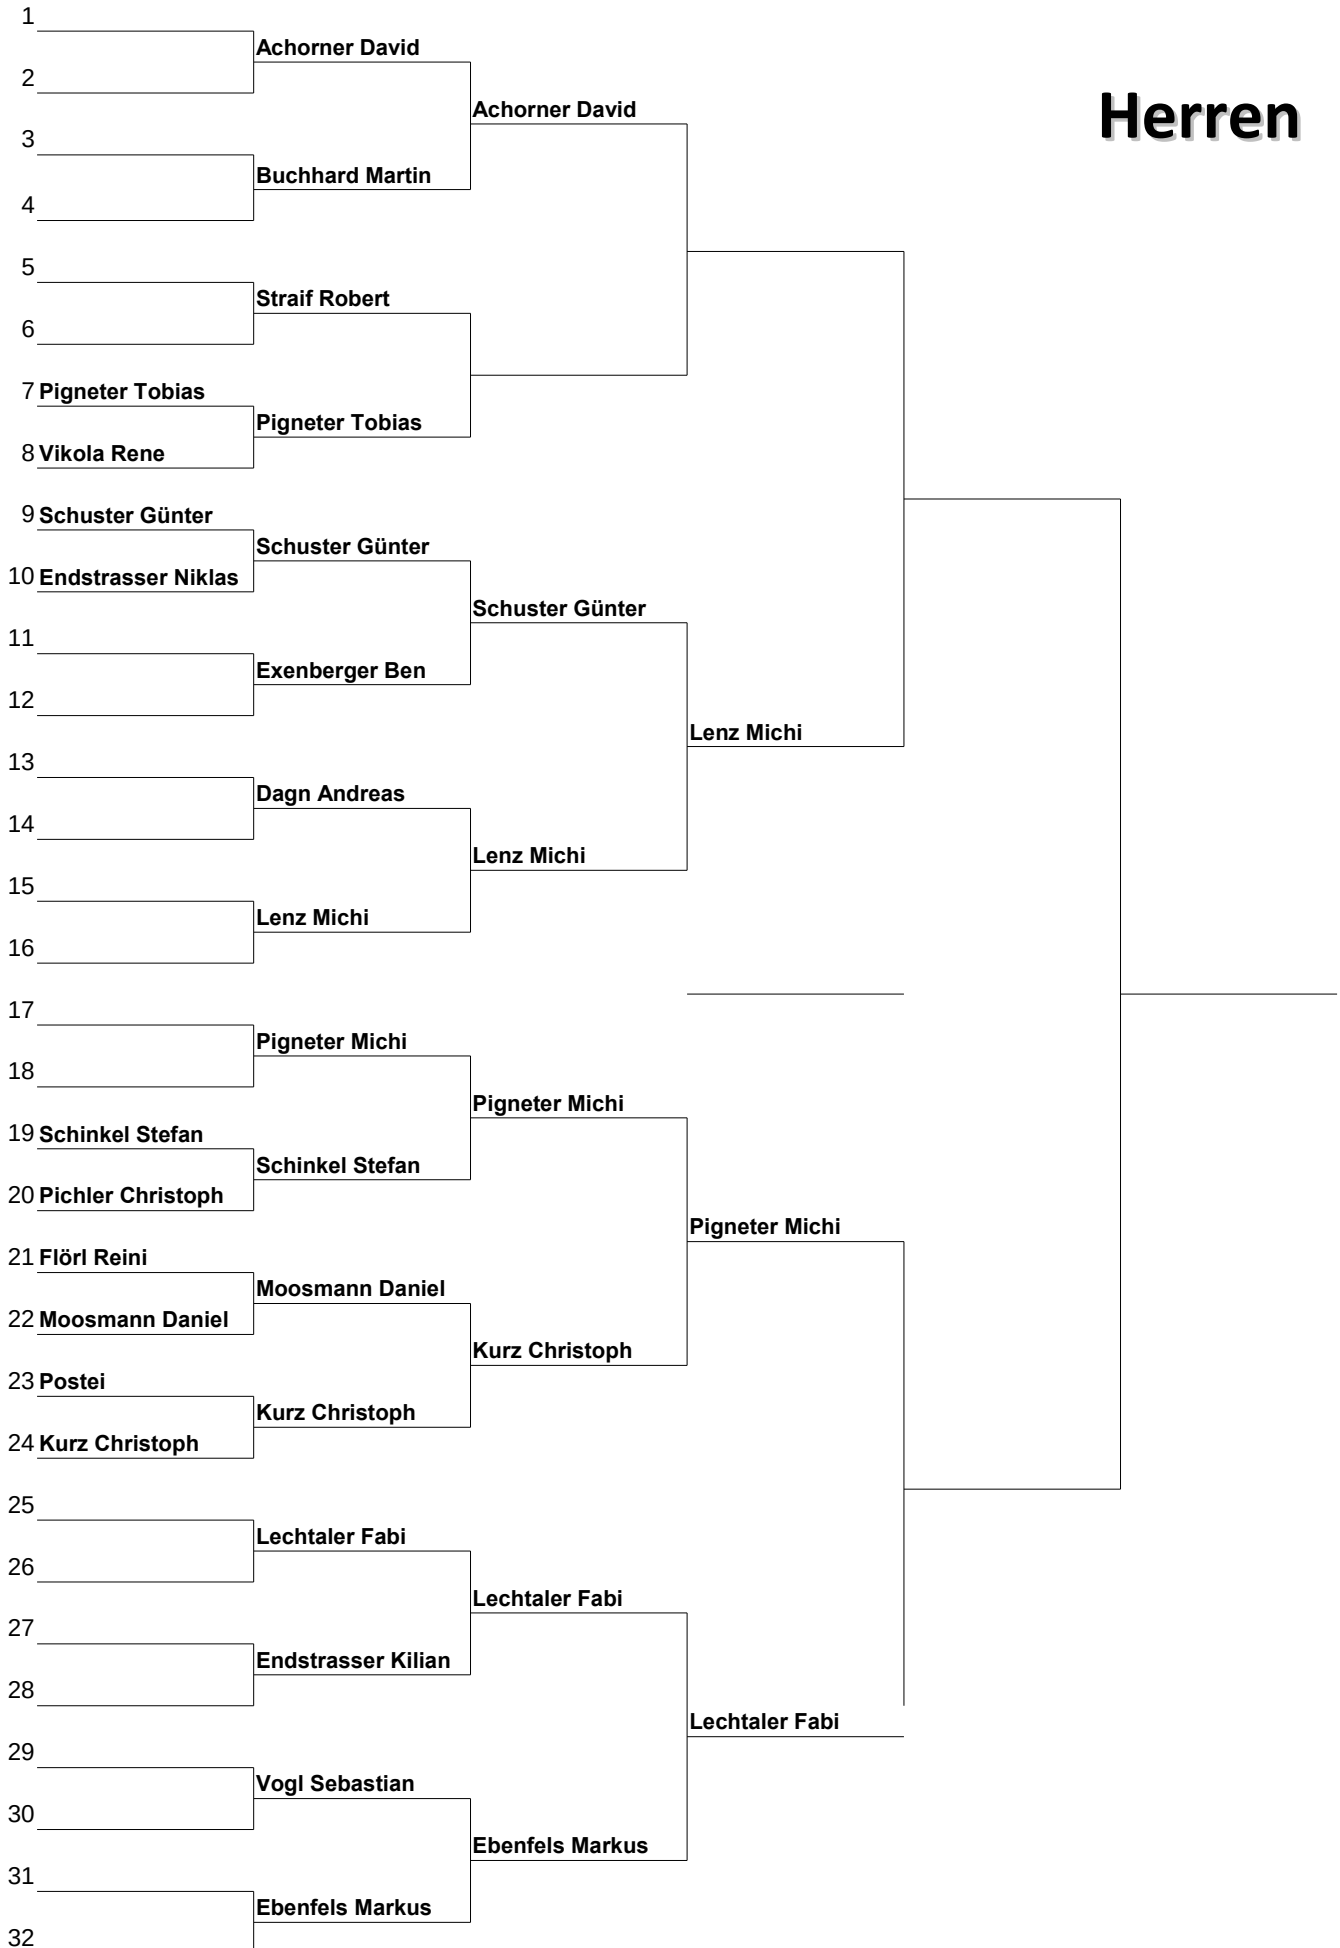 1
Achorner David
2
Achorner David
Herren
3
Buchhard Martin
4
5
Straif Robert
6
7 Pigneter Tobias
Pigneter Tobias
8 Vikola Rene
9 Schuster Günter
Schuster Günter
10 Endstrasser Niklas
Schuster Günter
11
Exenberger Ben
12
Lenz Michi
13
Dagn Andreas
14
Lenz Michi
15
Lenz Michi
16
17
Pigneter Michi
18
Pigneter Michi
19 Schinkel Stefan
Schinkel Stefan
20 Pichler Christoph
Pigneter Michi
21 Flörl Reini
Moosmann Daniel
22 Moosmann Daniel
Kurz Christoph
23 Postei
Kurz Christoph
24 Kurz Christoph
25
Lechtaler Fabi
26
Lechtaler Fabi
27
Endstrasser Kilian
28
Lechtaler Fabi
29
Vogl Sebastian
30
Ebenfels Markus
31
Ebenfels Markus
32